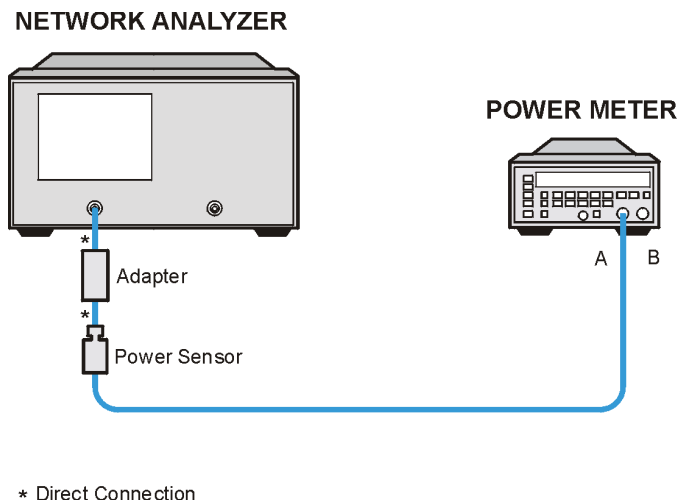 NETWORK ANALYZER
POWER METER
A
B
*
Adapter
*
Power Sensor
* Direct Connection